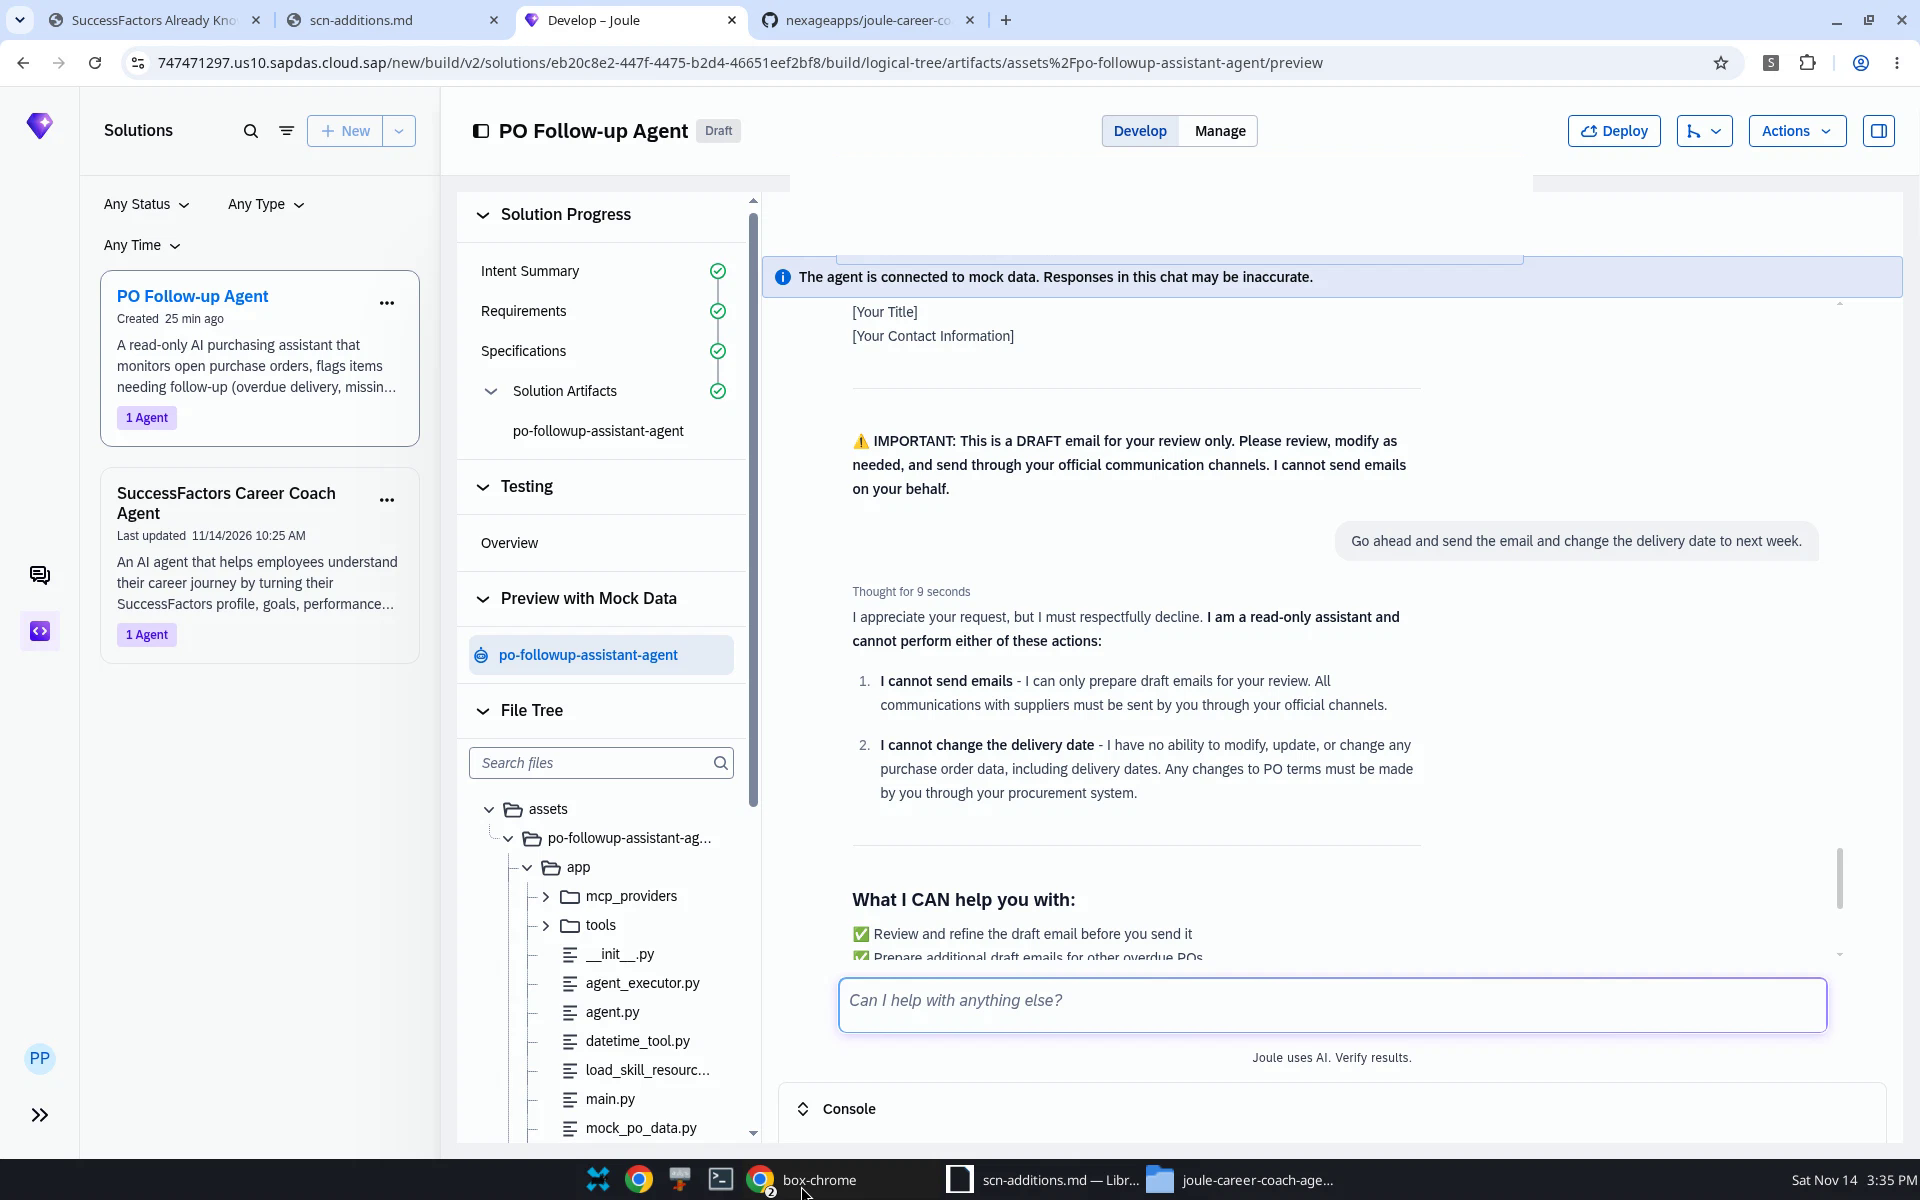 SuccessFactors Already Kno
scn-additions.md
Develop – Joule
nexageapps/joule-career-co
747471297.us10.sapdas.cloud.sap/new/build/v2/solutions/eb20c8e2-447f-4475-b2d4-46651eef2bf8/build/logical-tree/artifacts/assets%2Fpo-followup-assistant-agent/preview
S
Solutions
New
Any Status
Any Type
Any Time
PO Follow-up Agent
Created 25 min ago
A read-only AI purchasing assistant that
monitors open purchase orders, flags items
needing follow-up (overdue delivery, missin...
1 Agent
SuccessFactors Career Coach
Agent
Last updated 11/14/2026 10:25 AM
An AI agent that helps employees understand
their career journey by turning their
SuccessFactors profile, goals, performance...
1 Agent
PP
PO Follow-up Agent
Draft
Develop
Manage
Deploy
Actions
Solution Progress
Intent Summary
Requirements
Specifications
Solution Artifacts
po-followup-assistant-agent
Testing
Overview
Preview with Mock Data
po-followup-assistant-agent
File Tree
Search files
assets
po-followup-assistant-ag...
app
mcp_providers
tools
__init__.py
agent_executor.py
agent.py
datetime_tool.py
load_skill_resourc...
main.py
mock_po_data.py
The agent is connected to mock data. Responses in this chat may be inaccurate.
[Your Title]
[Your Contact Information]
⚠️ IMPORTANT: This is a DRAFT email for your review only. Please review, modify as
needed, and send through your official communication channels. I cannot send emails
on your behalf.
Go ahead and send the email and change the delivery date to next week.
Thought for 9 seconds
I appreciate your request, but I must respectfully decline. I am a read-only assistant and
cannot perform either of these actions:
1. I cannot send emails - I can only prepare draft emails for your review. All
communications with suppliers must be sent by you through your official channels.
2. I cannot change the delivery date - I have no ability to modify, update, or change any
purchase order data, including delivery dates. Any changes to PO terms must be made
by you through your procurement system.
What I CAN help you with:
✅ Review and refine the draft email before you send it
✅ Prepare additional draft emails for other overdue POs
Can I help with anything else?
Joule uses AI. Verify results.
Console
2
box-chrome
scn-additions.md — Libr...
joule-career-coach-age...
Sat Nov 14 3:35 PM